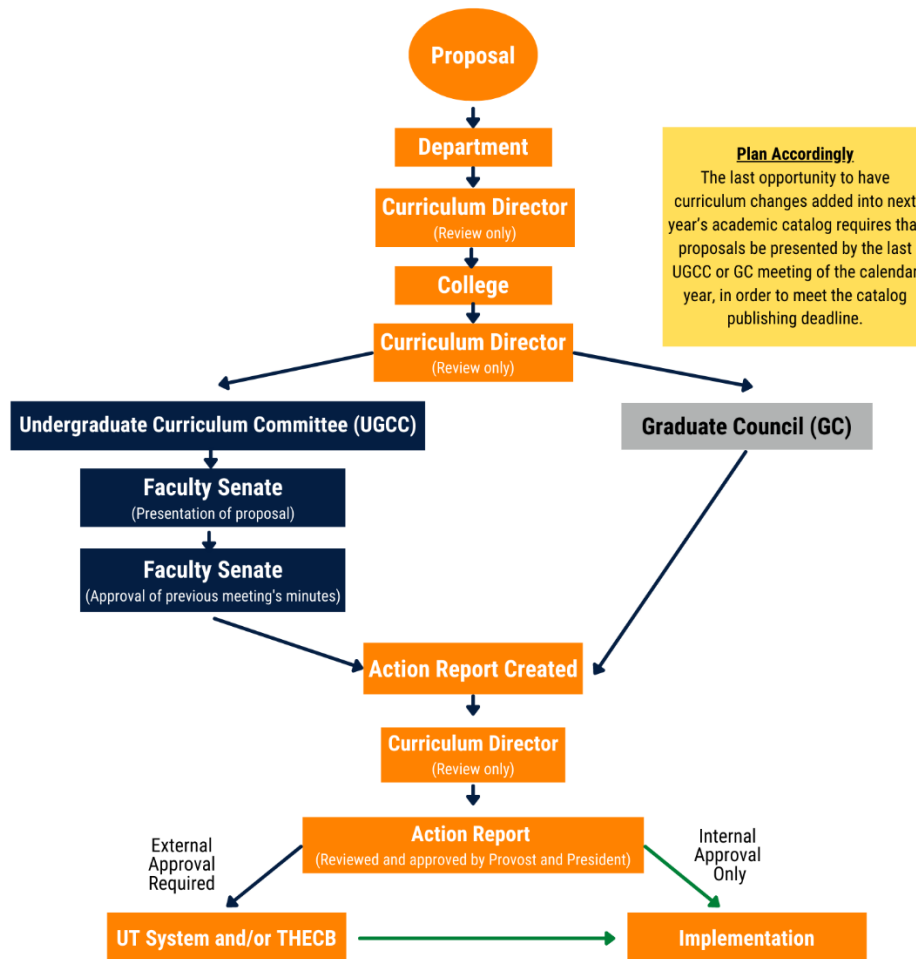 Proposal
Department
Plan Accordingly
The last opportunity to have
curriculum changes added into next
year's academic catalog requires tha
proposals be presented by the last
UGCC or GC meeting of the calendar
year, in order to meet the catalog
publishing deadline.
Curriculum Director
(Review only)
College
Curriculum Director
(Review only)
Undergraduate Curriculum Committee (UGCC)
Graduate Council (GC)
Faculty Senate
(Presentation of proposal)
Faculty Senate
(Approval of previous meeting's minutes)
Action Report Created
Curriculum Director
(Review only)
Action Report
(Reviewed and approved by Provost and President)
External
Approval
Required
Internal
Approval
Only
UT System and/or THECB
Implementation